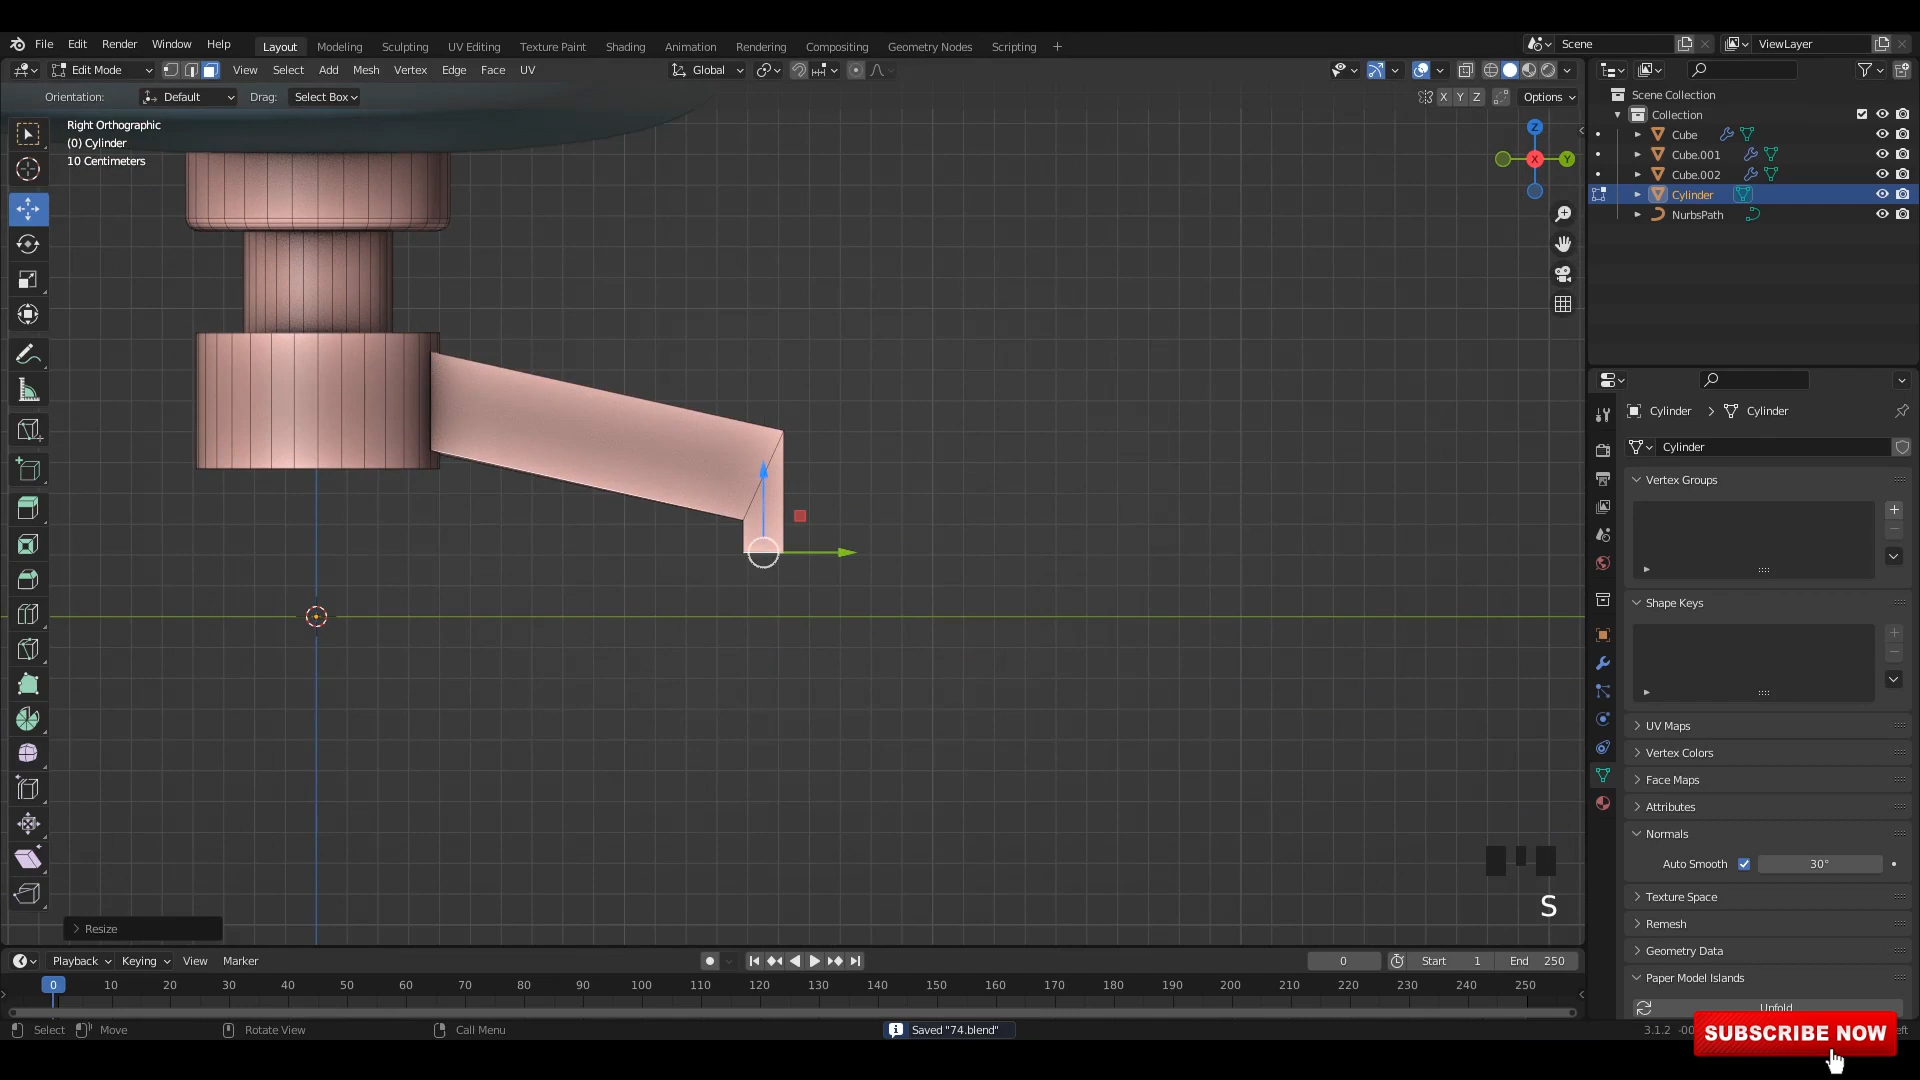 File Edit Render Window Help Layout Modeling Sculpting UV Editing Texture Paint Shading Animation Rendering Compositing Geometry Nodes Scripting + Scene ViewLayer
Edit Mode View Select Add Mesh Vertex Edge Face UV Global
Orientation: Default Drag: Select Box X Y Z Options
Right Orthographic
(0) Cylinder
10 Centimeters
Z
X
Y
Scene Collection
Collection
Cube
Cube.001
Cube.002
Cylinder
NurbsPath
Cylinder > Cylinder
Cylinder
Vertex Groups
Shape Keys
UV Maps
Vertex Colors
Face Maps
Attributes
Normals
Auto Smooth 30°
Texture Space
Remesh
Geometry Data
Paper Model Islands
Unfold
S
Resize
Playback Keying View Marker 0 Start 1 End 250
0 10 20 30 40 50 60 70 80 90 100 110 120 130 140 150 160 170 180 190 200 210 220 230 240 250
Select Move Rotate View Call Menu Saved "74.blend" 3.1.2
SUBSCRIBE NOW